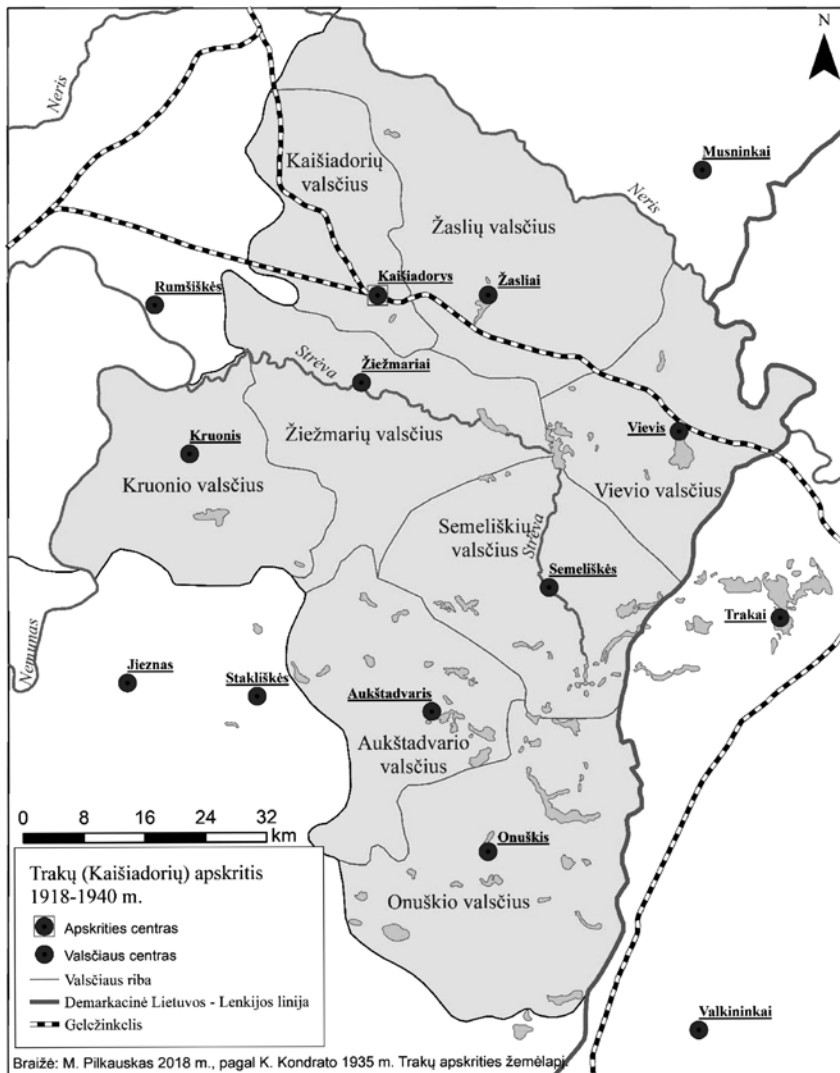 N
Neris
Musninkai
Kaišiadorių
valsčius
Neris
Žaslių valsčius
Kaišiadorys
Žasliai
Rumšiškės
Strėva
Žiežmariai
Kruonis
Žiežmarių valsčius
Vievis
Kruonio valsčius
Vievio valsčius
Semeliškių
valsčius
Strėva
Semeliškės
Trakai
Nemunas
Jieznas
Stakliškės
Aukštadvaris
Aukštadvario
valsčius
0 8 16 24 32
km
Onuškis
Onuškio valsčius
Trakų (Kaišiadorių) apskritis
1918-1940 m.
Apskrities centras
Valsčiaus centras
Valsčiaus riba
Demarkacinė Lietuvos - Lenkijos linija
Geležinkelis
Valkininkai
Braižė: M. Pilkauskas 2018 m., pagal K. Kondrato 1935 m. Trakų apskrities žemėlapį.